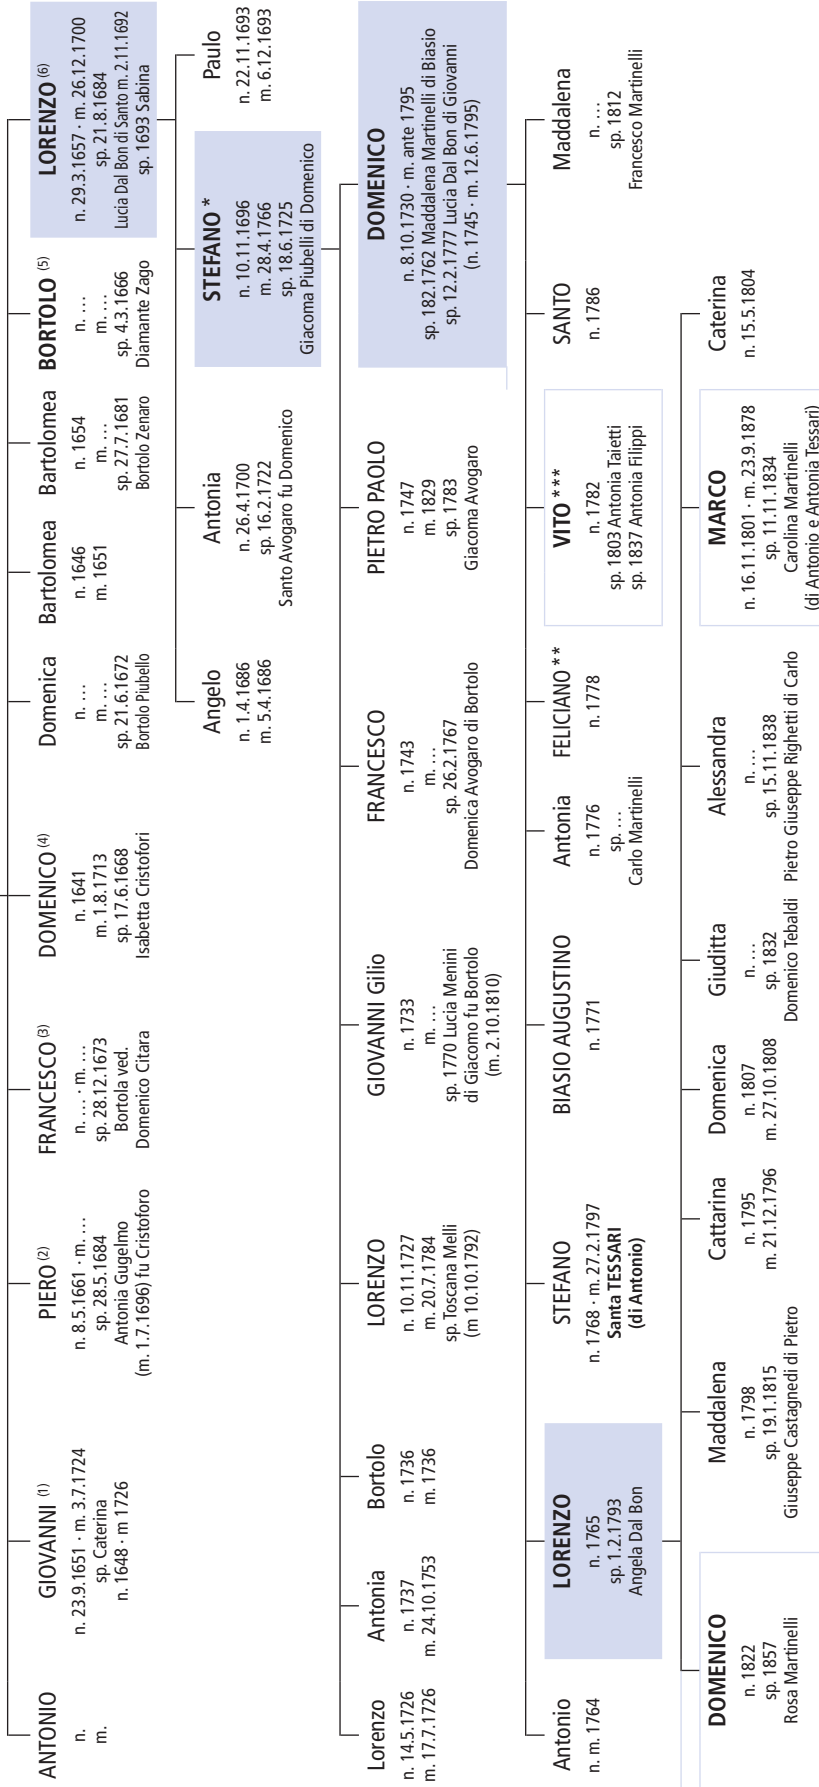 ANTONIO
n.
m.
GIOVANNI (1)
n. 23.9.1651 · m. 3.7.1724
sp. Caterina
n. 1648 · m 1726
PIERO (2)
n. 8.5.1661 · m. ...
sp. 28.5.1684
Antonia Gugelmo
(m. 1.7.1696) fu Cristoforo
FRANCESCO (3)
n. ... · m. ...
sp. 28.12.1673
Bortola ved.
Domenico Citara
DOMENICO (4)
n. 1641
m. 1.8.1713
sp. 17.6.1668
Isabetta Cristofori
Domenica
n. ...
m. ...
sp. 21.6.1672
Bortolo Piubello
Bartolomea
n. 1646
m. 1651
Bartolomea
n. 1654
m. ...
sp. 27.7.1681
Bortolo Zenaro
BORTOLO (5)
n. ...
m. ...
sp. 4.3.1666
Diamante Zago
LORENZO (6)
n. 29.3.1657 · m. 26.12.1700
sp. 21.8.1684
Lucia Dal Bon di Santo m. 2.11.1692
sp. 1693 Sabina
Angelo
n. 1.4.1686
m. 5.4.1686
Antonia
n. 26.4.1700
sp. 16.2.1722
Santo Avogaro fu Domenico
STEFANO *
n. 10.11.1696
m. 28.4.1766
sp. 18.6.1725
Giacoma Piubelli di Domenico
Paulo
n. 22.11.1693
m. 6.12.1693
Lorenzo
n. 14.5.1726
m. 17.7.1726
Antonia
n. 1737
m. 24.10.1753
Bortolo
n. 1736
m. 1736
LORENZO
n. 10.11.1727
m. 20.7.1784
sp. Toscana Melli
(m 10.10.1792)
GIOVANNI Gilio
n. 1733
m. ...
sp. 1770 Lucia Menini
di Giacomo fu Bortolo
(m. 2.10.1810)
FRANCESCO
n. 1743
m. ...
sp. 26.2.1767
Domenica Avogaro di Bortolo
PIETRO PAOLO
n. 1747
m. 1829
sp. 1783
Giacoma Avogaro
DOMENICO
n. 8.10.1730 · m. ante 1795
sp. 182.1762 Maddalena Martinelli di Biasio
sp. 12.2.1777 Lucia Dal Bon di Giovanni
(n. 1745 · m. 12.6.1795)
Antonio
n. m. 1764
LORENZO
n. 1765
sp. 1.2.1793
Angela Dal Bon
STEFANO
n. 1768 · m. 27.2.1797
Santa TESSARI
(di Antonio)
BIASIO AUGUSTINO
n. 1771
Antonia
n. 1776
sp. ...
Carlo Martinelli
FELICIANO **
n. 1778
VITO ***
n. 1782
sp. 1803 Antonia Taietti
sp. 1837 Antonia Filippi
SANTO
n. 1786
Maddalena
n. ...
sp. 1812
Francesco Martinelli
DOMENICO
n. 1822
sp. 1857
Rosa Martinelli
Maddalena
n. 1798
sp. 19.1.1815
Giuseppe Castagnedi di Pietro
Cattarina
n. 1795
m. 21.12.1796
Domenica
n. 1807
m. 27.10.1808
Giuditta
n. ...
sp. 1832
Domenico Tebaldi
Alessandra
n. ...
sp. 15.11.1838
Pietro Giuseppe Righetti di Carlo
MARCO
n. 16.11.1801 · m. 23.9.1878
sp. 11.11.1834
Carolina Martinelli
(di Antonio e Antonia Tessari)
Caterina
n. 15.5.1804